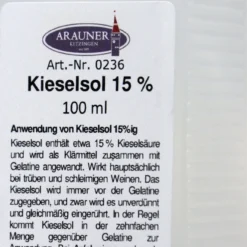 ARAUNER
KITZINGEN
Art.-Nr. 0236
Kieselsol 15 %
100 ml
Anwendung von Kieselsol 15%ig
Kieselsol enthält etwa 15 % Kieselsäure
und wird als Klärmittel zusammen mit
Gelatine angewandt. Wirkt hauptsächlich
bei trüben und schleimigen Weinen. Das
Kieselsol wird immer vor der Gelatine
zugegeben, und zwar wird es unverdünnt
und gleichmäßig eingerührt. In der Regel
kommt Kieselsol in der zehnfachen
Menge gegenüber Gelatine zur